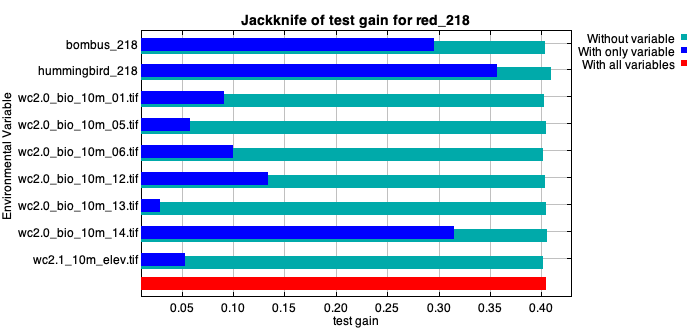 Jackknife of test gain for red_218
Without variable
With only variable
With all variables
Environmental Variable
bombus_218
hummingbird_218
wc2.0_bio_10m_01.tif
wc2.0_bio_10m_05.tif
wc2.0_bio_10m_06.tif
wc2.0_bio_10m_12.tif
wc2.0_bio_10m_13.tif
wc2.0_bio_10m_14.tif
wc2.1_10m_elev.tif
0.05 0.10 0.15 0.20 0.25 0.30 0.35 0.40
test gain